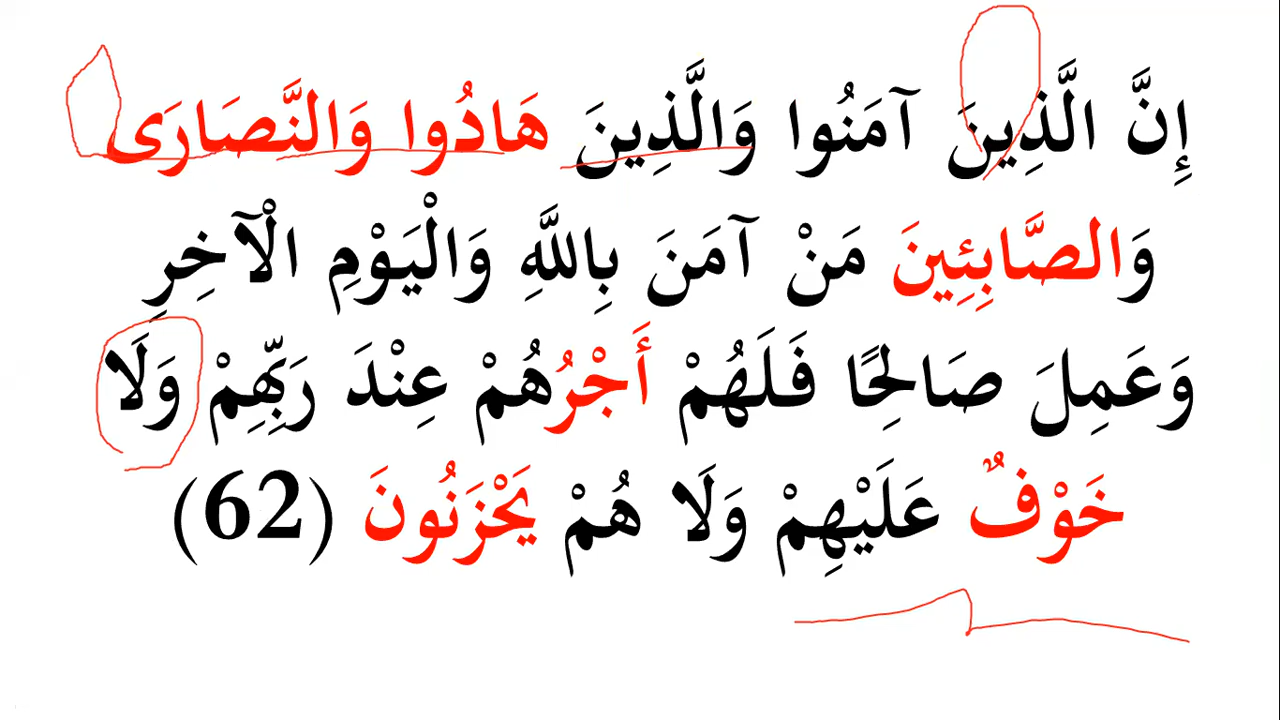 إِنَّ الَّذِينَ آمَنُوا وَالَّذِينَ هَادُوا وَالنَّصَارَى
وَالصَّابِئِينَ مَنْ آمَنَ بِاللَّهِ وَالْيَوْمِ الْآخِرِ
وَعَمِلَ صَالِحًا فَلَهُمْ أَجْرُهُمْ عِنْدَ رَبِّهِمْ وَلَا
خَوْفٌ عَلَيْهِمْ وَلَا هُمْ يَحْزَنُونَ (62)